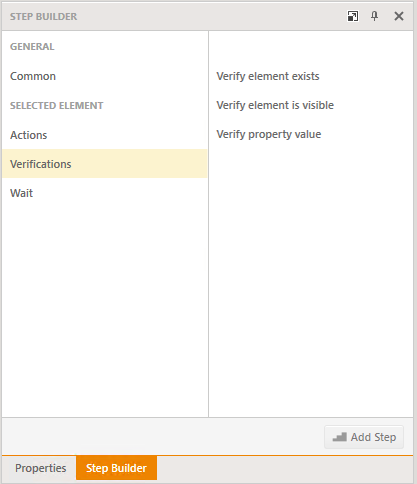 STEP BUILDER
GENERAL
Common
SELECTED ELEMENT
Actions
Verifications
Wait
Verify element exists
Verify element is visible
Verify property value
Add Step
Properties
Step Builder